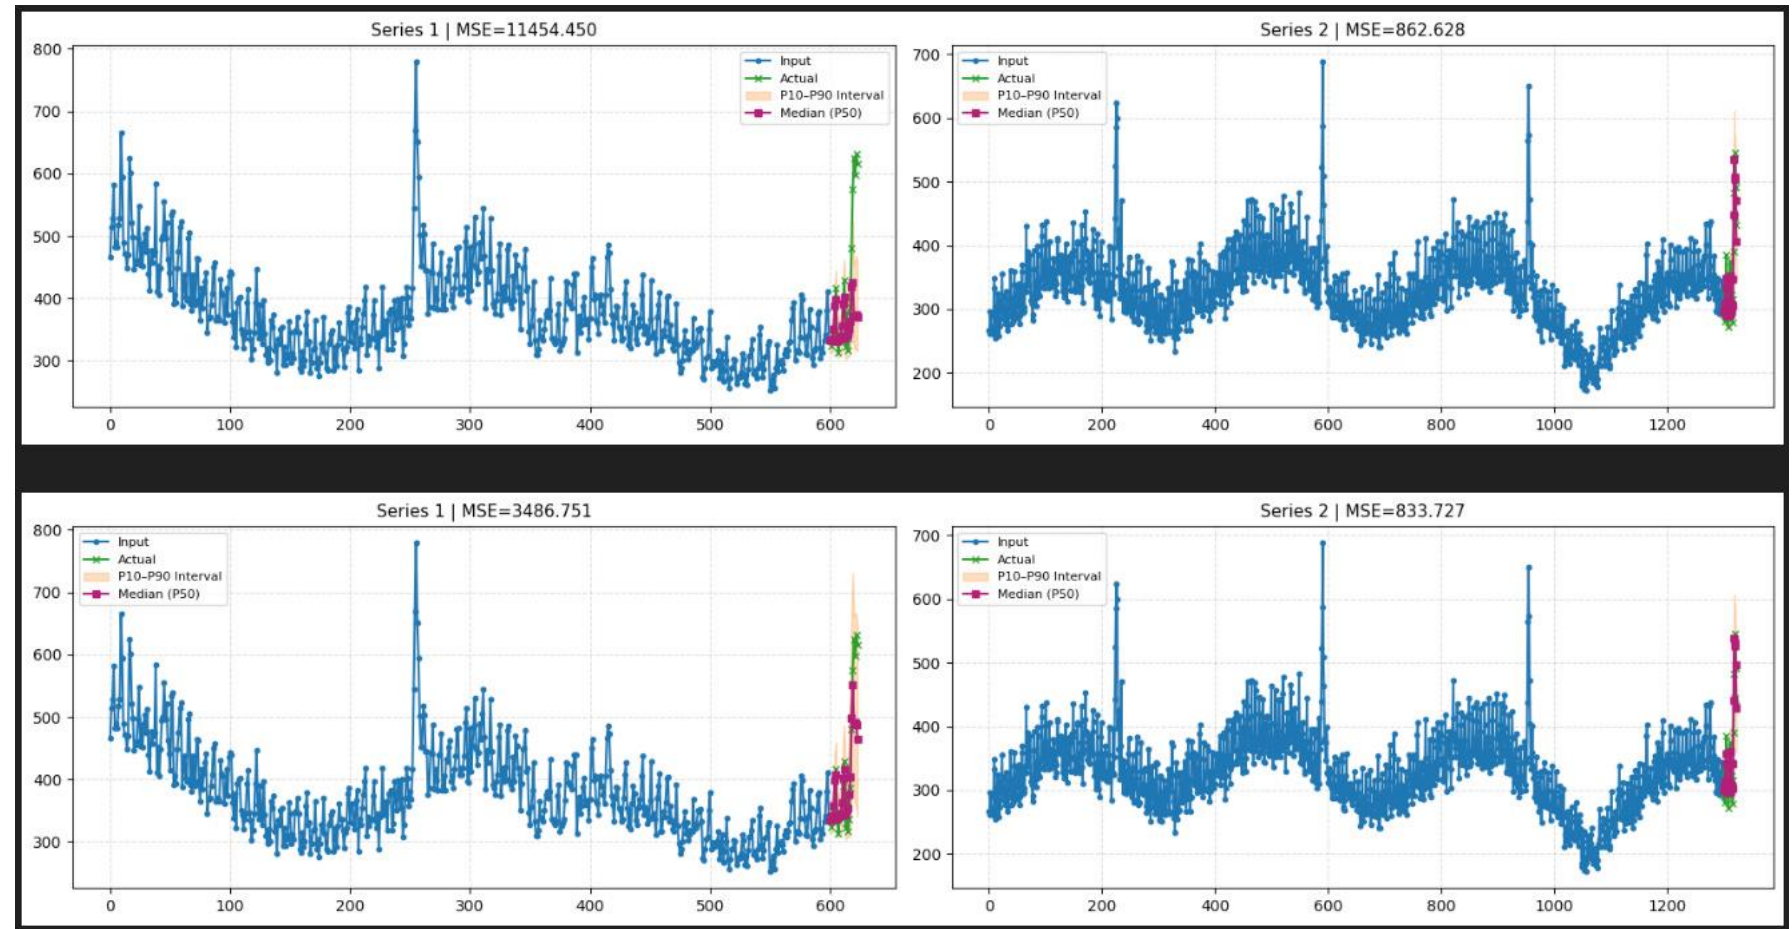 Series 1 | MSE=11454.450
800
700
600
500
400
300
0 100 200 300 400 500 600
Input
Actual
P10–P90 Interval
Median (P50)
Series 2 | MSE=862.628
700
600
500
400
300
200
0 200 400 600 800 1000 1200
Input
Actual
P10–P90 Interval
Median (P50)
Series 1 | MSE=3486.751
800
700
600
500
400
300
0 100 200 300 400 500 600
Input
Actual
P10–P90 Interval
Median (P50)
Series 2 | MSE=833.727
700
600
500
400
300
200
0 200 400 600 800 1000 1200
Input
Actual
P10–P90 Interval
Median (P50)